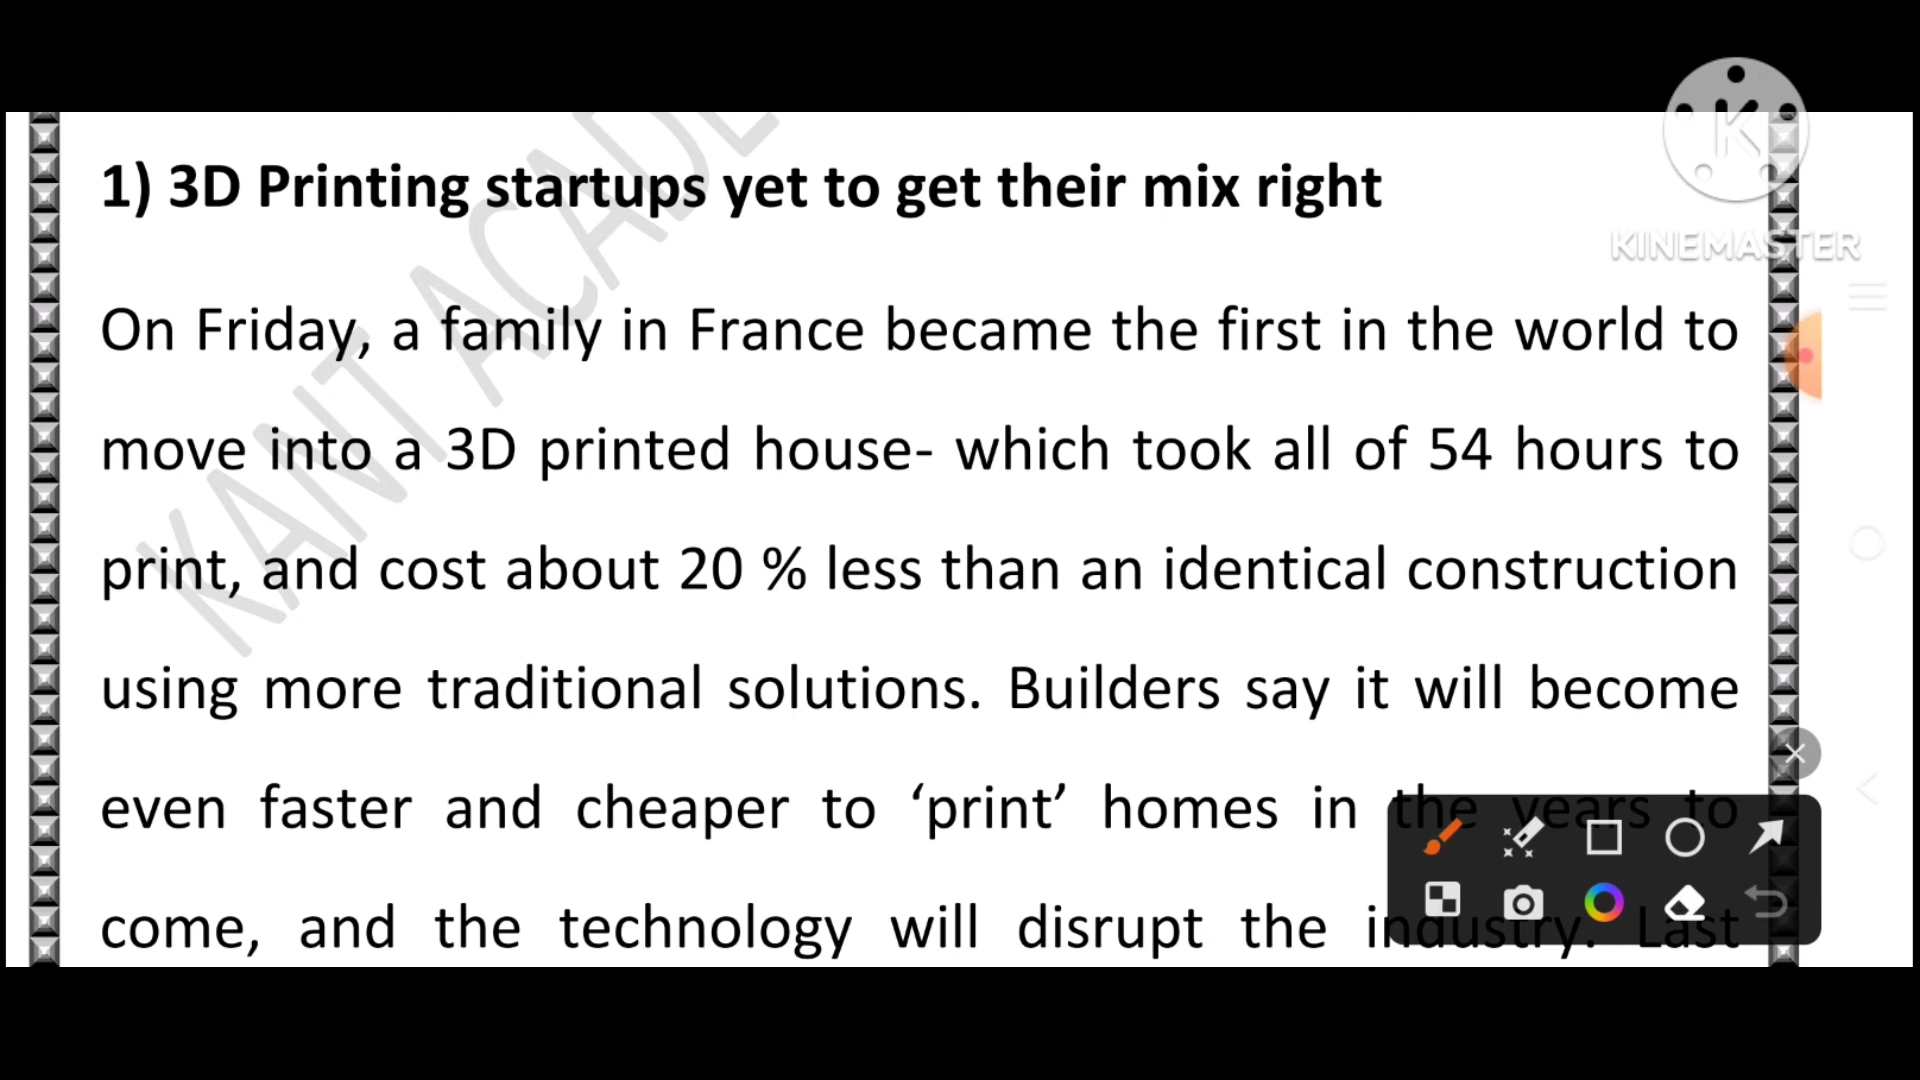 1) 3D Printing startups yet to get their mix right
KINEMASTER
On Friday, a family in France became the first in the world to
move into a 3D printed house- which took all of 54 hours to
print, and cost about 20 % less than an identical construction
using more traditional solutions. Builders say it will become
even faster and cheaper to ‘print’ homes in the years to
come, and the technology will disrupt the industry. Last
KANT ACADE